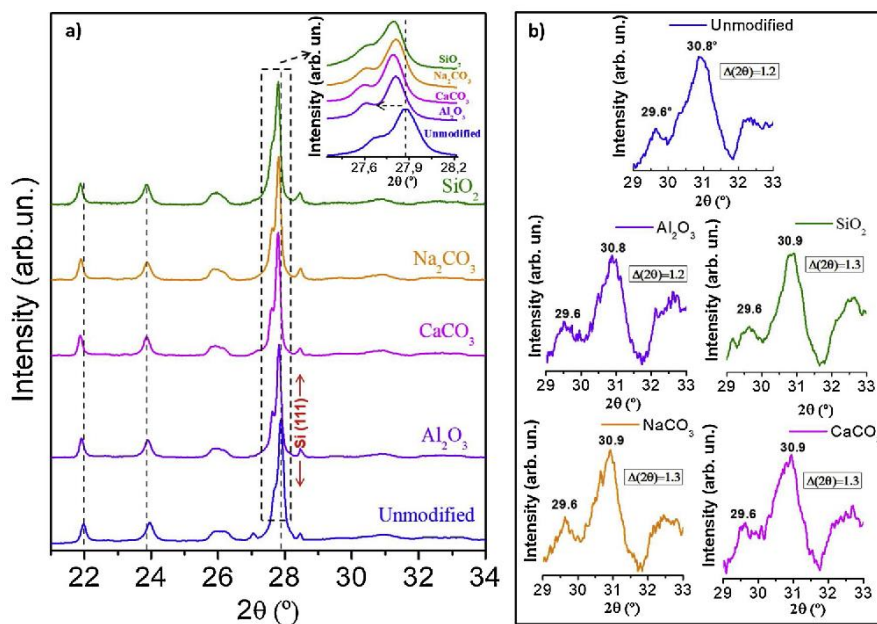 a)
Intensity (arb.un.)
SiO₂
Na₂CO₃
CaCO₃
Al₂O₃
Unmodified
Si (111)
22 24 26 28 30 32 34
2θ (º)
Intensity (arb. un.)
SiO₂
Na₂CO₃
CaCO₃
Al₂O₃
Unmodified
27,6 27,9 28,2
2θ (º)
b)
Unmodified
Intensity (arb. un.)
30.8°
29.6°
Δ(2θ)=1.2
29 30 31 32 33
2θ (º)
Al₂O₃
Intensity (arb. un.)
30.8
29.6
Δ(2θ)=1.2
29 30 31 32 33
2θ (º)
SiO₂
Intensity (arb. un.)
30.9
29.6
Δ(2θ)=1.3
29 30 31 32 33
2θ (º)
NaCO₃
Intensity (arb. un.)
30.9
29.6
Δ(2θ)=1.3
29 30 31 32 33
2θ (º)
CaCO
Intensity (arb. un.)
30.9
29.6
Δ(2θ)=1.3
29 30 31 32 33
2θ (º)